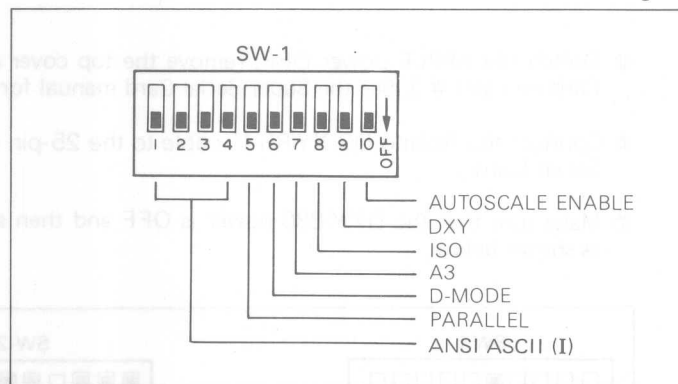 SW-1
1 2 3 4 5 6 7 8 9 10 OFF
AUTOSCALE ENABLE
DXY
ISO
A3
D-MODE
PARALLEL
ANSI ASCII (I)